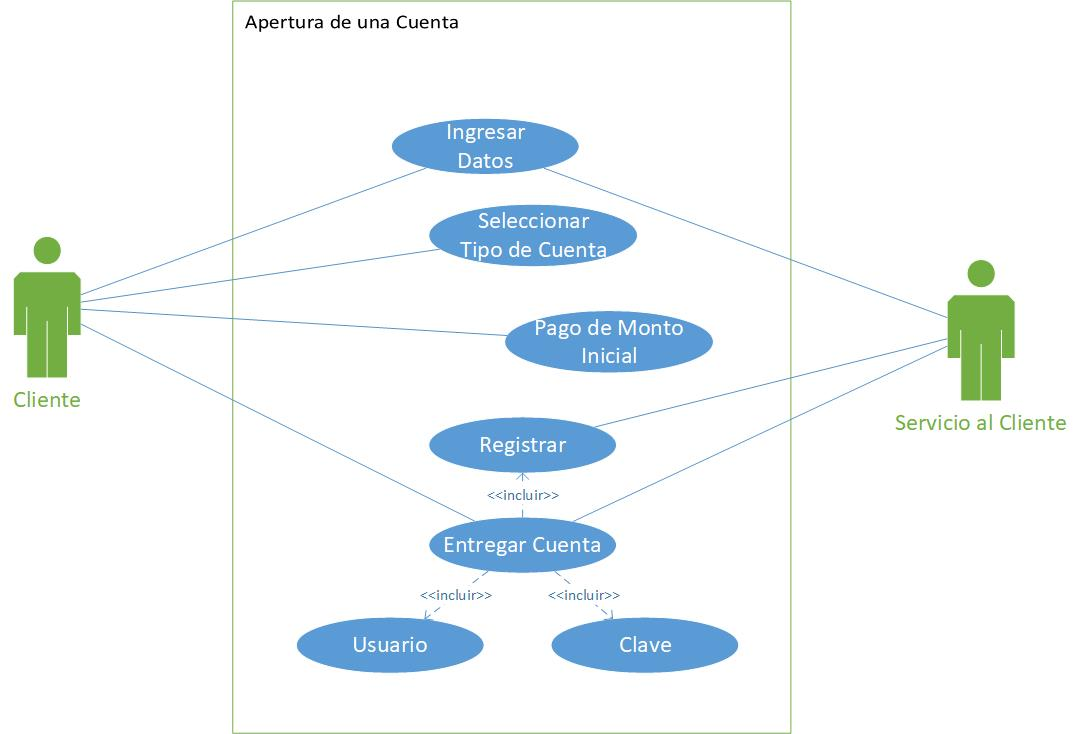 Apertura de una Cuenta
Ingresar
Datos
Seleccionar
Tipo de Cuenta
Pago de Monto
Inicial
Cliente
Servicio al Cliente
Registrar
<<incluir>>
Entregar Cuenta
<<incluir>>
<<incluir>>
Usuario
Clave